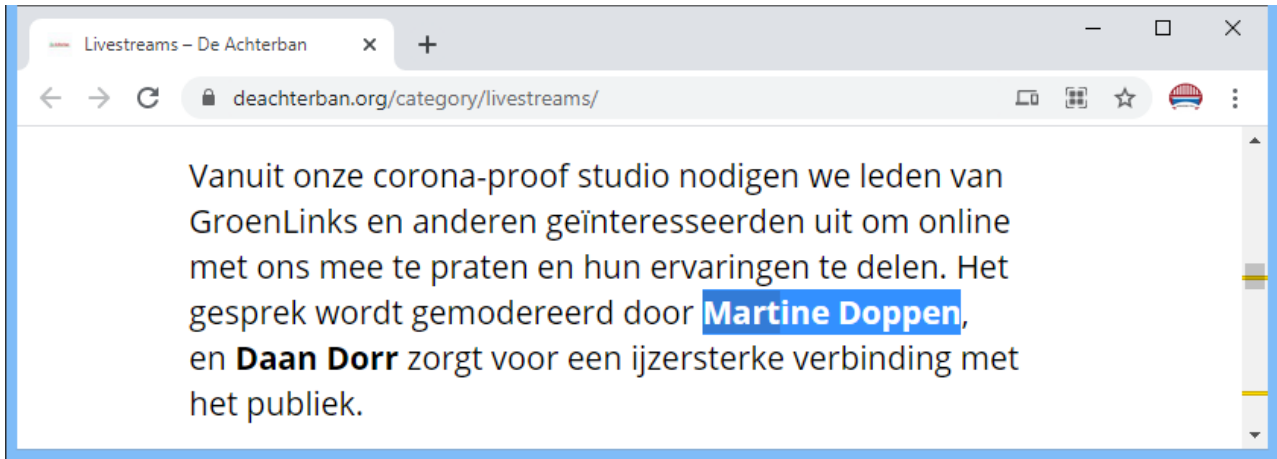 Livestreams – De Achterban
deachterban.org/category/livestreams/
Vanuit onze corona-proof studio nodigen we leden van
GroenLinks en anderen geïnteresseerden uit om online
met ons mee te praten en hun ervaringen te delen. Het
gesprek wordt gemodereerd door Martine Doppen,
en Daan Dorr zorgt voor een ijzersterke verbinding met
het publiek.